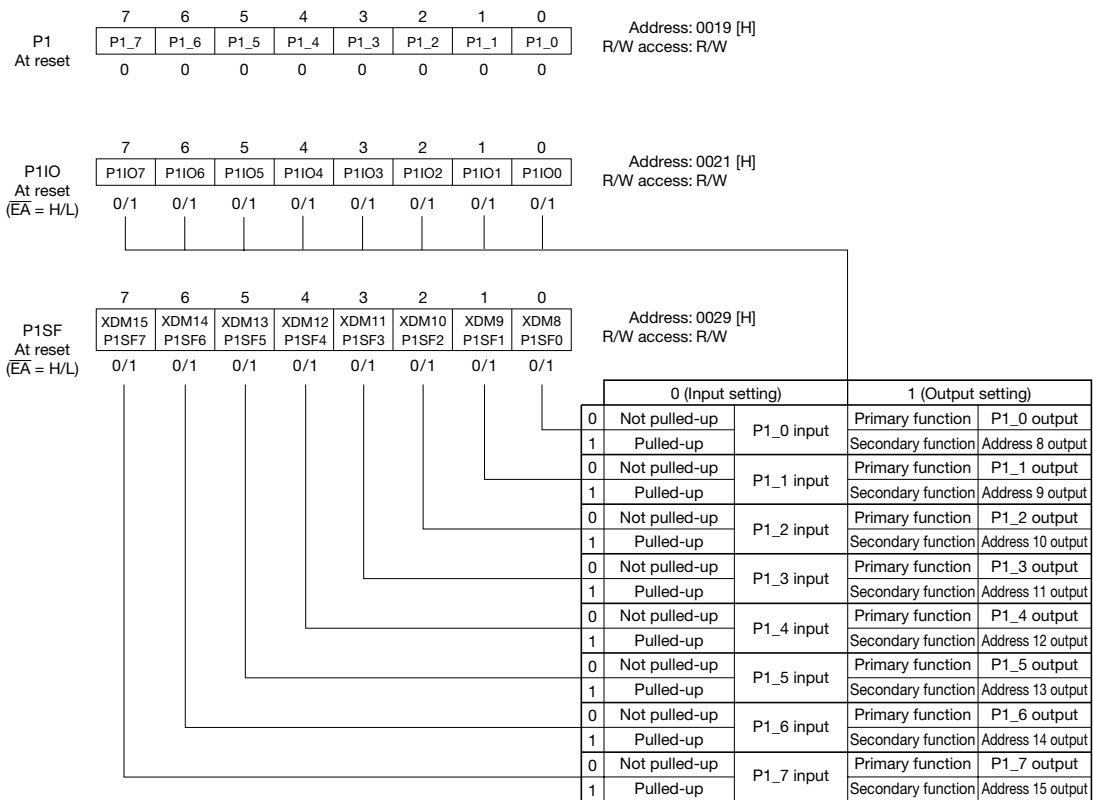 7 6 5 4 3 2 1 0
Address: 0019 [H]
P1 P1_7 P1_6 P1_5 P1_4 P1_3 P1_2 P1_1 P1_0 R/W access: R/W
At reset 0 0 0 0 0 0 0 0
7 6 5 4 3 2 1 0
Address: 0021 [H]
P1IO P1IO7 P1IO6 P1IO5 P1IO4 P1IO3 P1IO2 P1IO1 P1IO0 R/W access: R/W
At reset
(EA = H/L) 0/1 0/1 0/1 0/1 0/1 0/1 0/1 0/1
7 6 5 4 3 2 1 0
XDM15 XDM14 XDM13 XDM12 XDM11 XDM10 XDM9 XDM8 Address: 0029 [H]
P1SF P1SF7 P1SF6 P1SF5 P1SF4 P1SF3 P1SF2 P1SF1 P1SF0 R/W access: R/W
At reset
(EA = H/L) 0/1 0/1 0/1 0/1 0/1 0/1 0/1 0/1
0 (Input setting) 1 (Output setting)
0 Not pulled-up P1_0 input Primary function P1_0 output
1 Pulled-up Secondary function Address 8 output
0 Not pulled-up P1_1 input Primary function P1_1 output
1 Pulled-up Secondary function Address 9 output
0 Not pulled-up P1_2 input Primary function P1_2 output
1 Pulled-up Secondary function Address 10 output
0 Not pulled-up P1_3 input Primary function P1_3 output
1 Pulled-up Secondary function Address 11 output
0 Not pulled-up P1_4 input Primary function P1_4 output
1 Pulled-up Secondary function Address 12 output
0 Not pulled-up P1_5 input Primary function P1_5 output
1 Pulled-up Secondary function Address 13 output
0 Not pulled-up P1_6 input Primary function P1_6 output
1 Pulled-up Secondary function Address 14 output
0 Not pulled-up P1_7 input Primary function P1_7 output
1 Pulled-up Secondary function Address 15 output